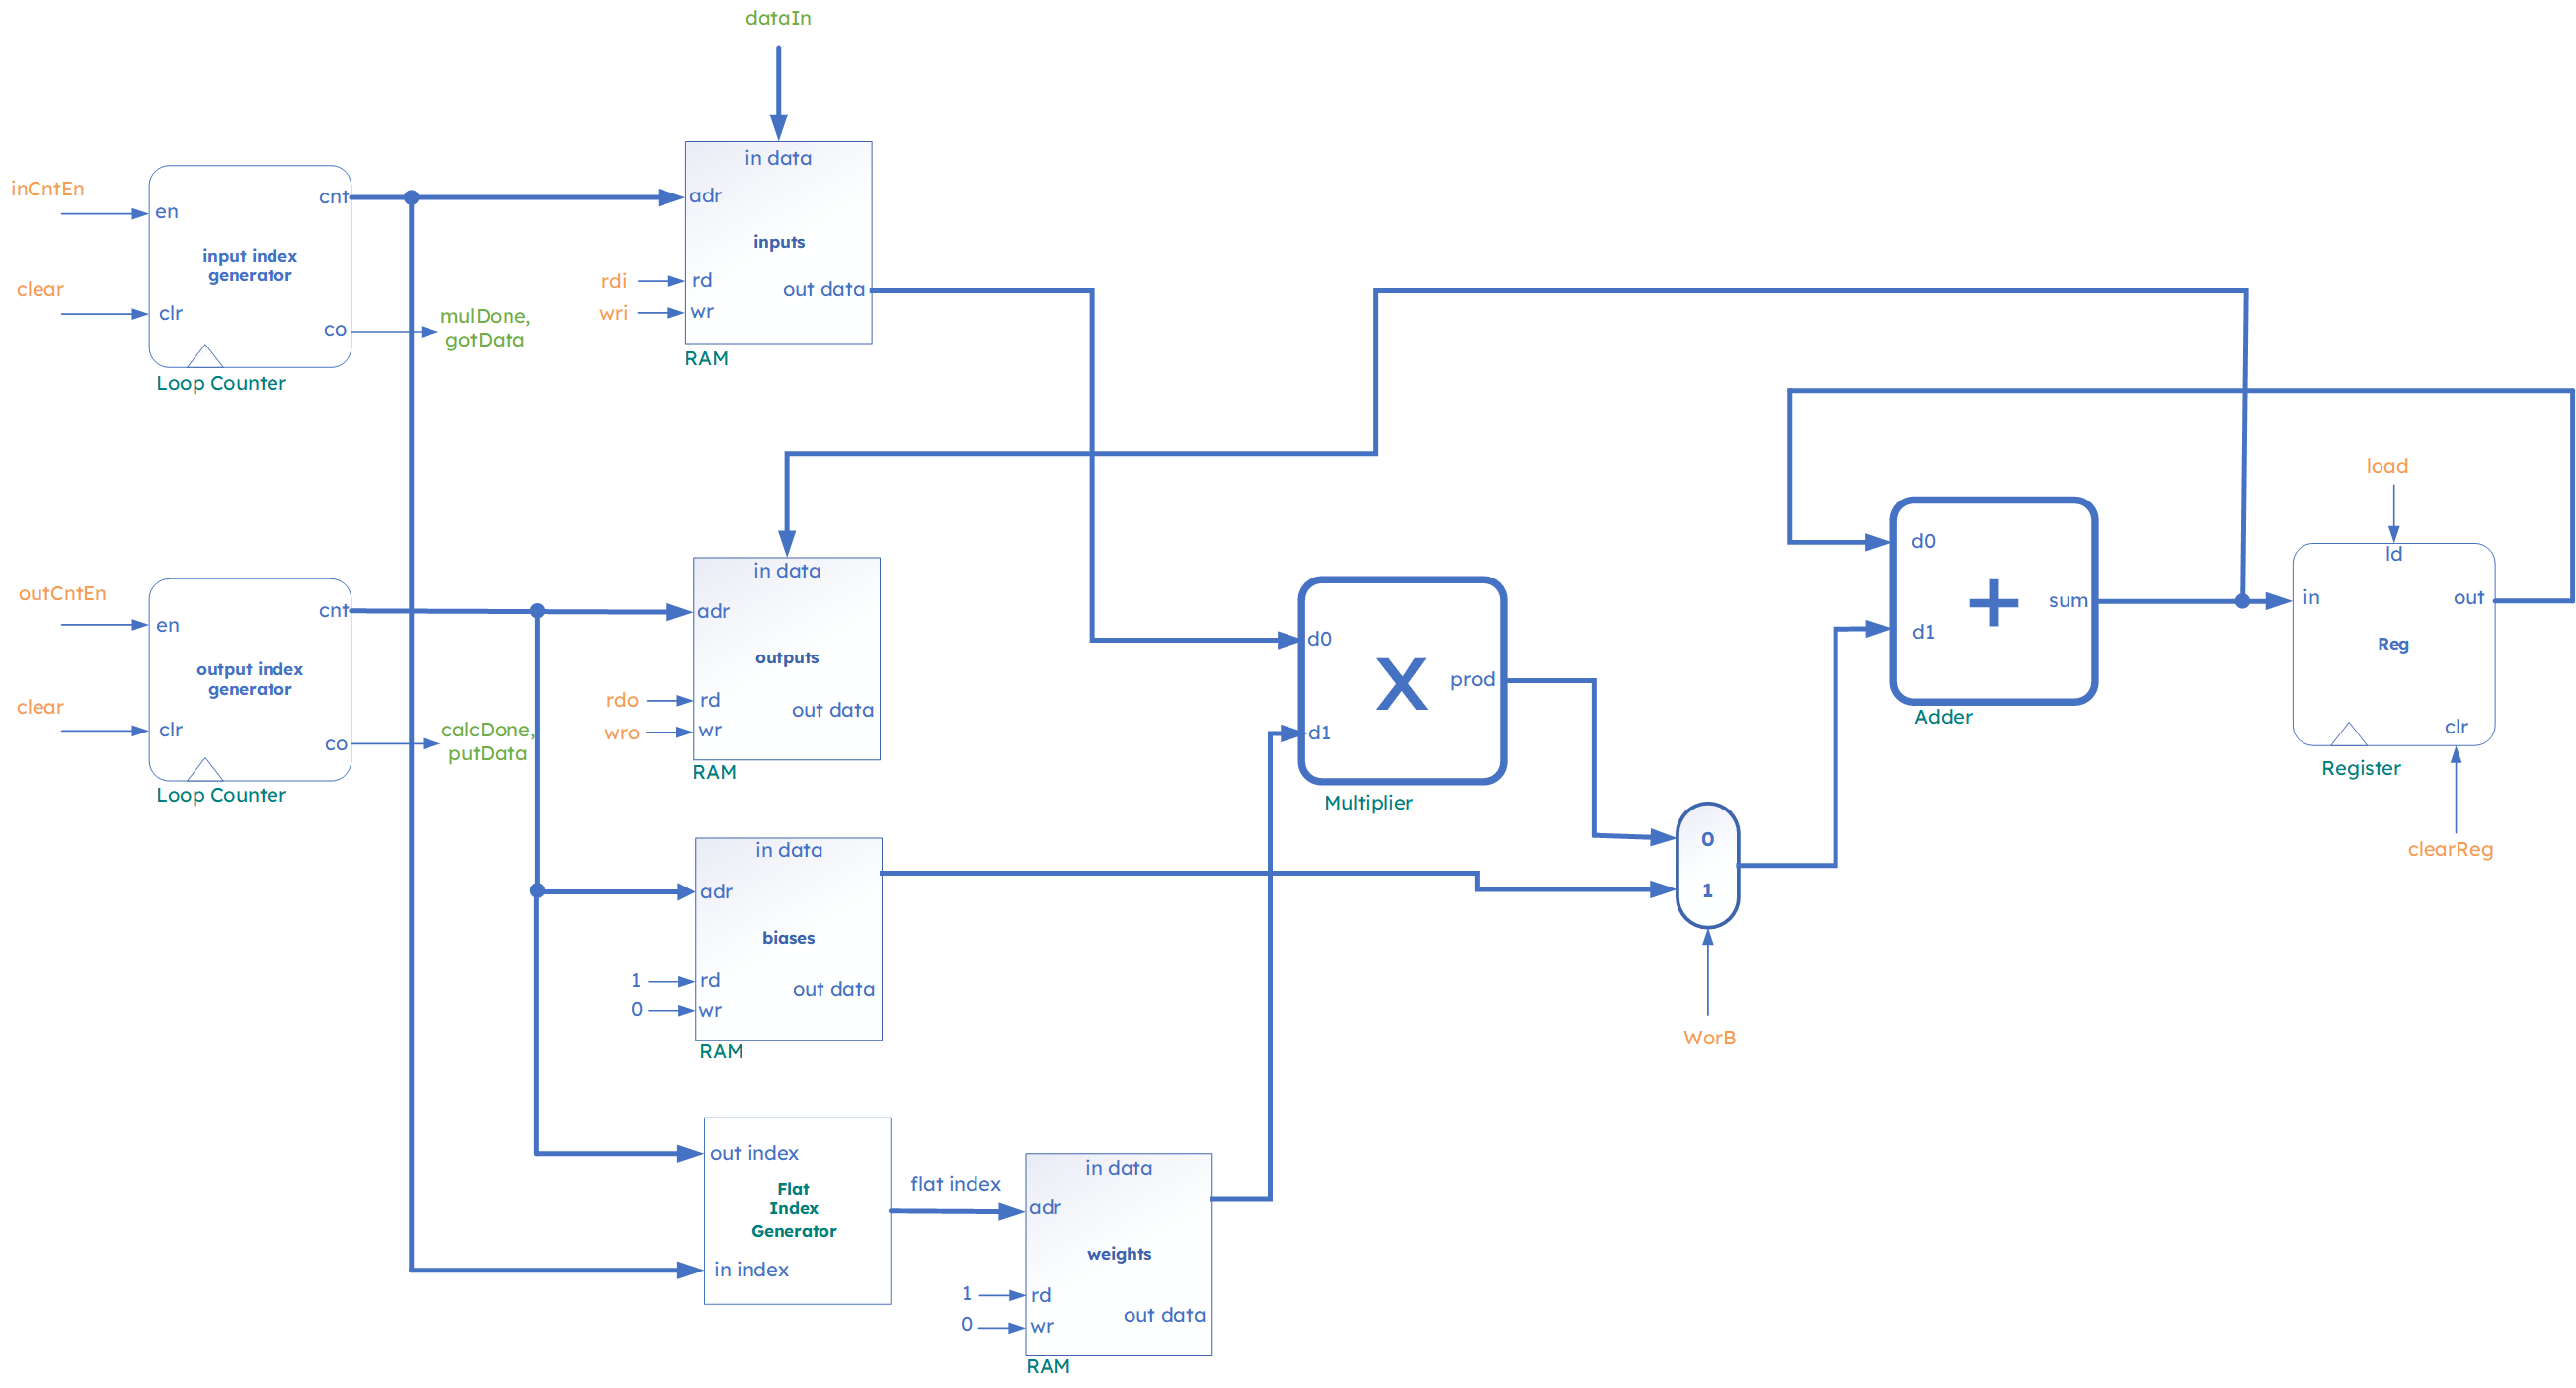 dataIn
in data
inCntEn
cnt
adr
en
inputs
input index
generator
rdi
rd
clear
out data
clr
wri
wr
mulDone,
co
gotData
RAM
Loop Counter
load
d0
ld
in data
outCntEn
cnt
adr
sum
in
out
en
d1
d0
Reg
outputs
output index
generator
prod
X
rdo
rd
clear
out data
Adder
clr
calcDone,
wro
wr
d1
clr
co
putData
RAM
Register
Loop Counter
Multiplier
0
in data
clearReg
adr
1
biases
1
rd
out data
0
wr
WorB
RAM
out index
in data
flat index
Flat
Index
Generator
adr
weights
in index
1
rd
out data
0
wr
RAM
+